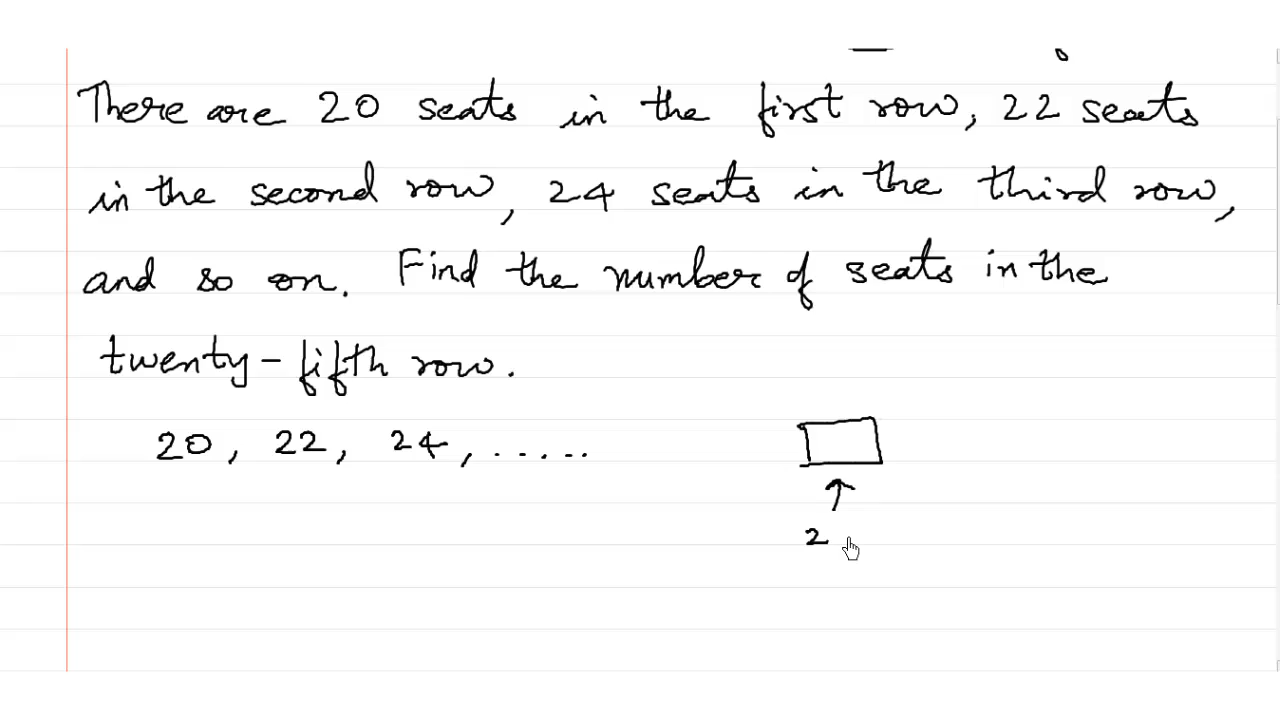 There are 20 seats in the first row, 22 seats
in the second row, 24 seats in the third row,
and so on. Find the number of seats in the
twenty-fifth row.
20, 22, 24, .....
2